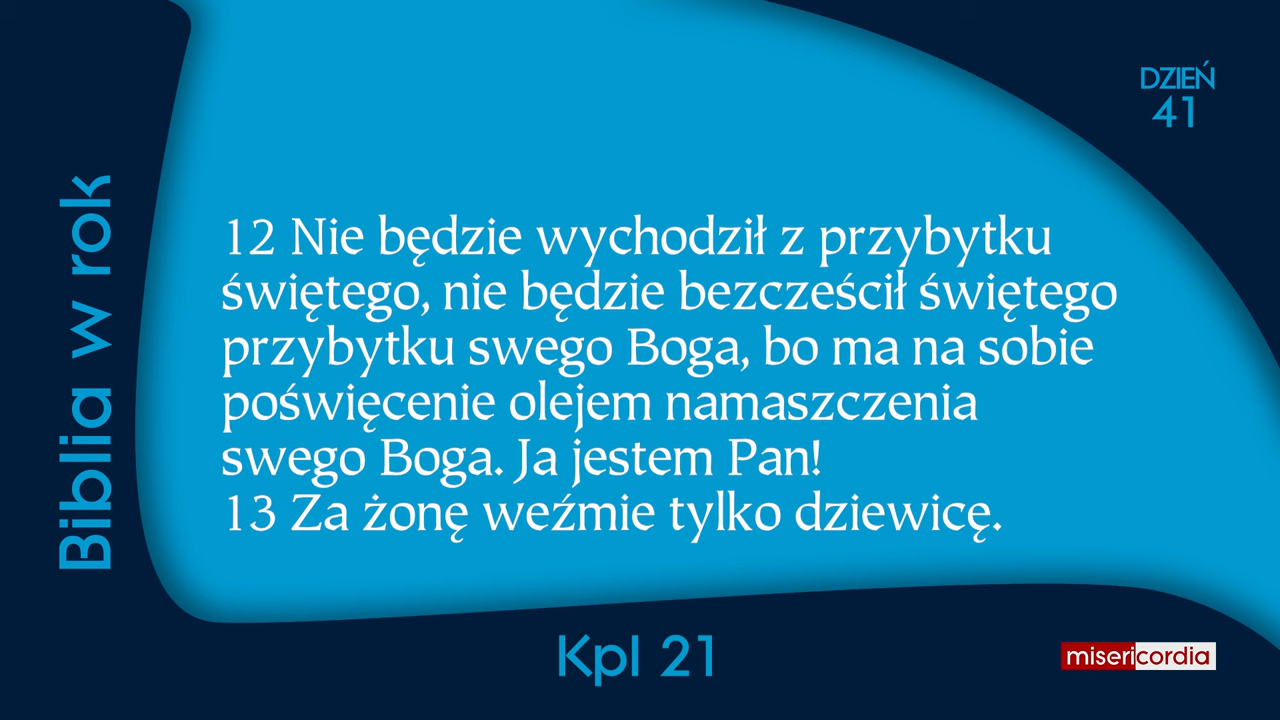 DZIEŃ
41
Biblia w rok
12 Nie będzie wychodził z przybytku
świętego, nie będzie bezcześcił świętego
przybytku swego Boga, bo ma na sobie
poświęcenie olejem namaszczenia
swego Boga. Ja jestem Pan!
13 Za żonę weźmie tylko dziewicę.
Kpl 21
misericordia